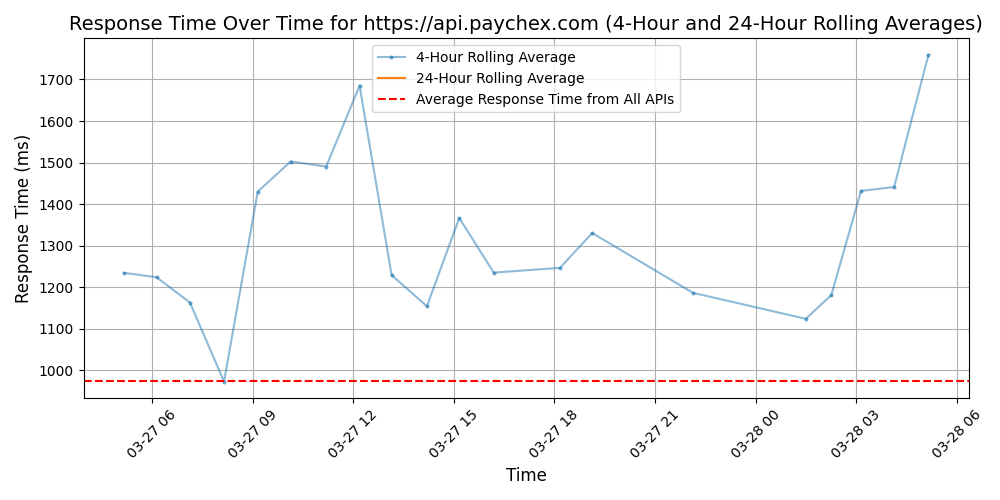 Response Time Over Time for https://api.paychex.com (4-Hour and 24-Hour Rolling Averages)
4-Hour Rolling Average
24-Hour Rolling Average
Average Response Time from All APIs
Response Time (ms)
1700
1600
1500
1400
1300
1200
1100
1000
03-27 06
03-27 09
03-27 12
03-27 15
03-27 18
03-27 21
03-28 00
03-28 03
03-28 06
Time